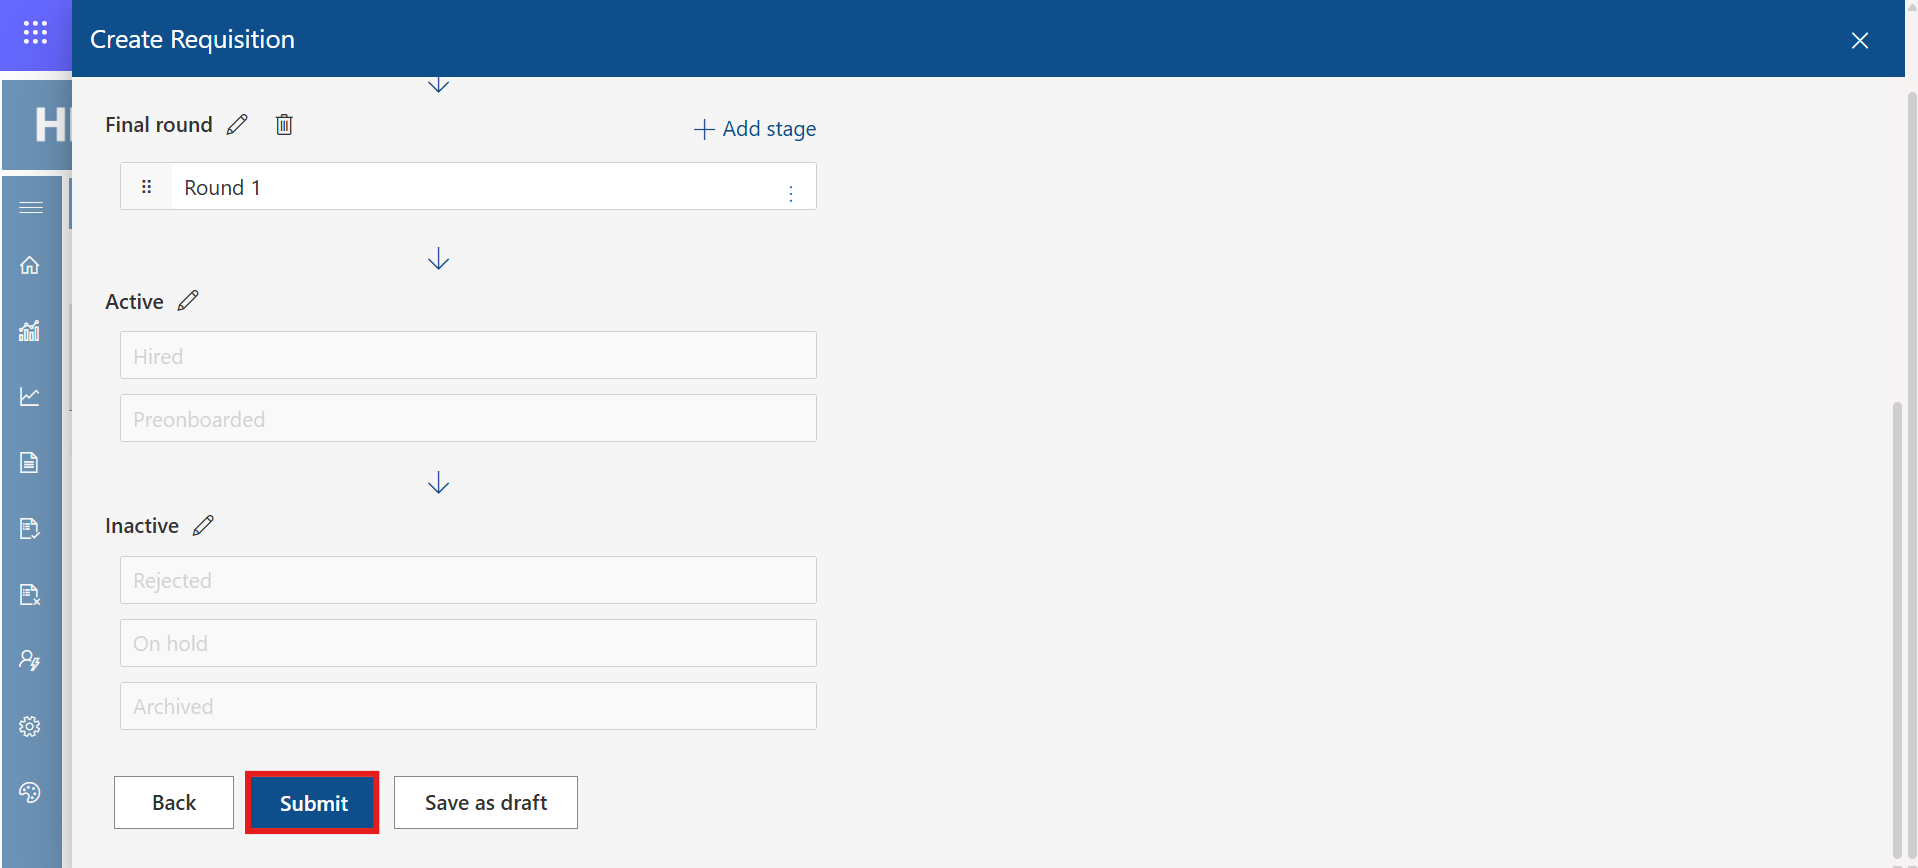 Create Requisition
Final round
Add stage
Round 1
Active
Hired
Preonboarded
Inactive
Rejected
On hold
Archived
Back
Submit
Save as draft